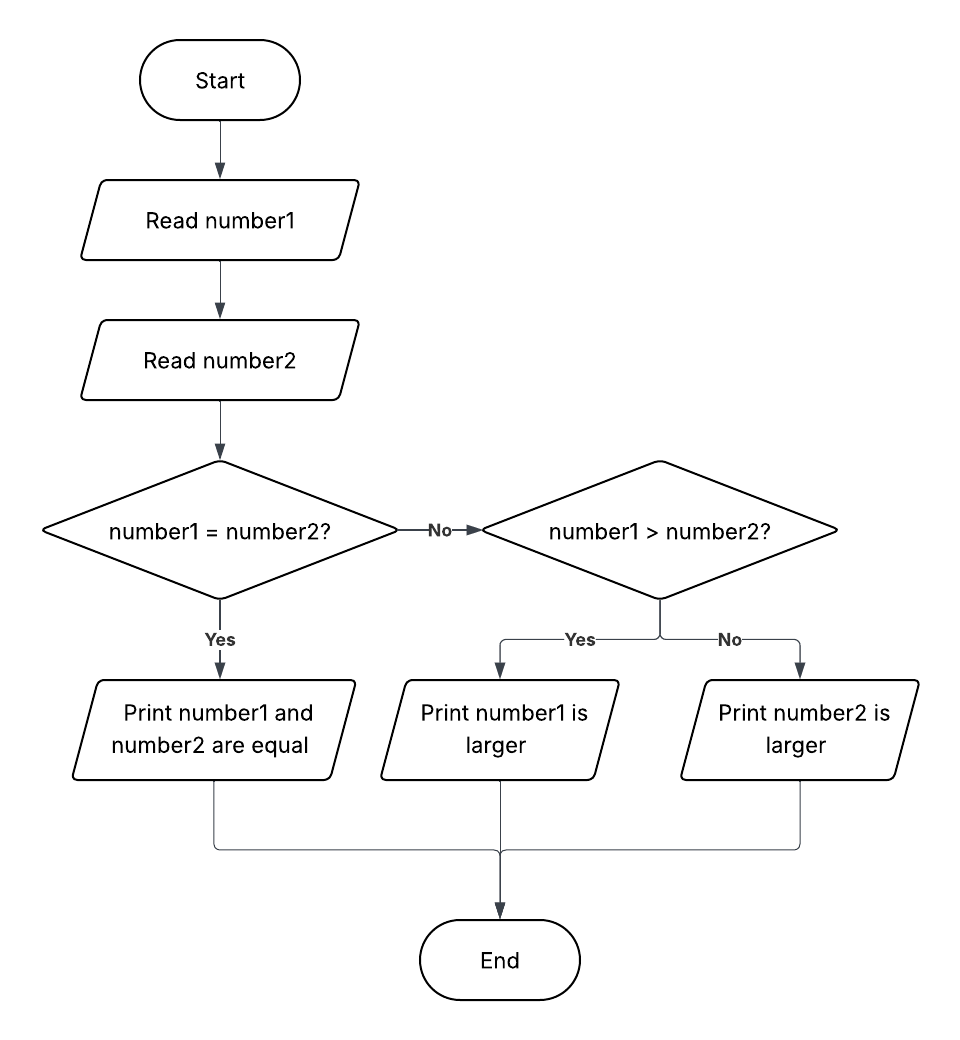 Start
Read number1
Read number2
number1 = number2?
No
number1 > number2?
Yes
Yes
No
Print number1 and
number2 are equal
Print number1 is
larger
Print number2 is
larger
End